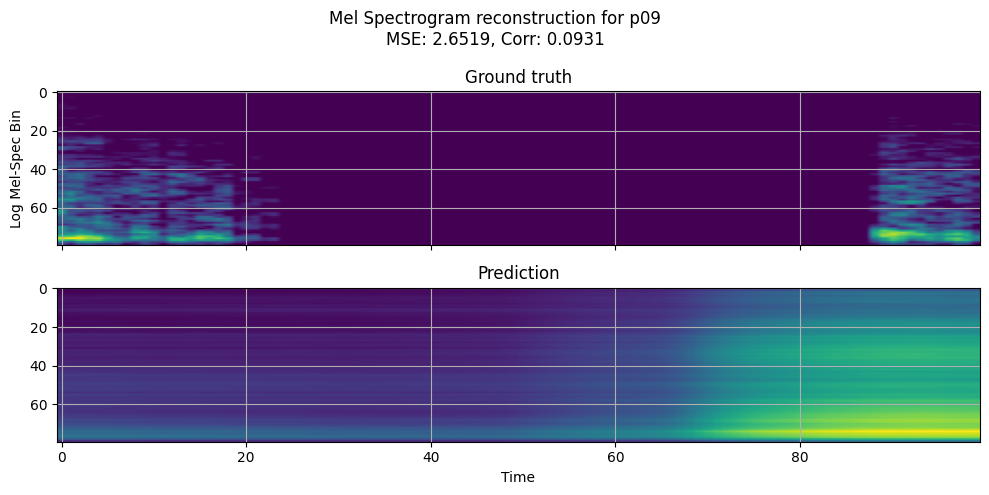 Mel Spectrogram reconstruction for p09
MSE: 2.6519, Corr: 0.0931
Ground truth
0
20
40
60
Log Mel-Spec Bin
Prediction
0
20
40
60
0 20 40 60 80
Time